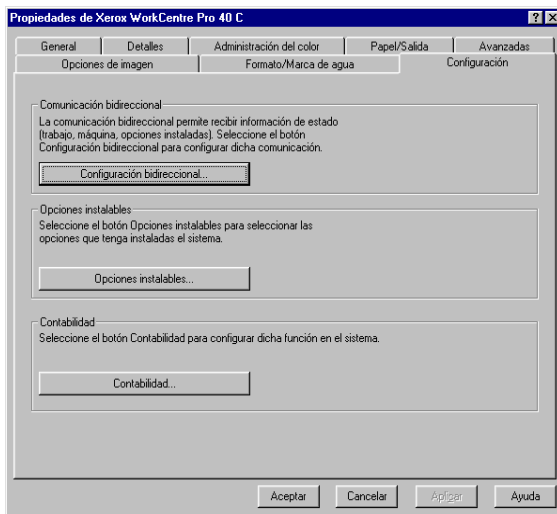 Propiedades de Xerox WorkCentre Pro 40 C
General Detalles Administración del color Papel/Salida Avanzadas
Opciones de imagen Formato/Marca de agua Configuración
Comunicación bidireccional
La comunicación bidireccional permite recibir información de estado
(trabajo, máquina, opciones instaladas). Seleccione el botón
Configuración bidireccional para configurar dicha comunicación.
Configuración bidireccional...
Opciones instalables
Seleccione el botón Opciones instalables para seleccionar las
opciones que tenga instaladas el sistema.
Opciones instalables...
Contabilidad
Seleccione el botón Contabilidad para configurar dicha función en el sistema.
Contabilidad...
Aceptar Cancelar Aplicar Ayuda